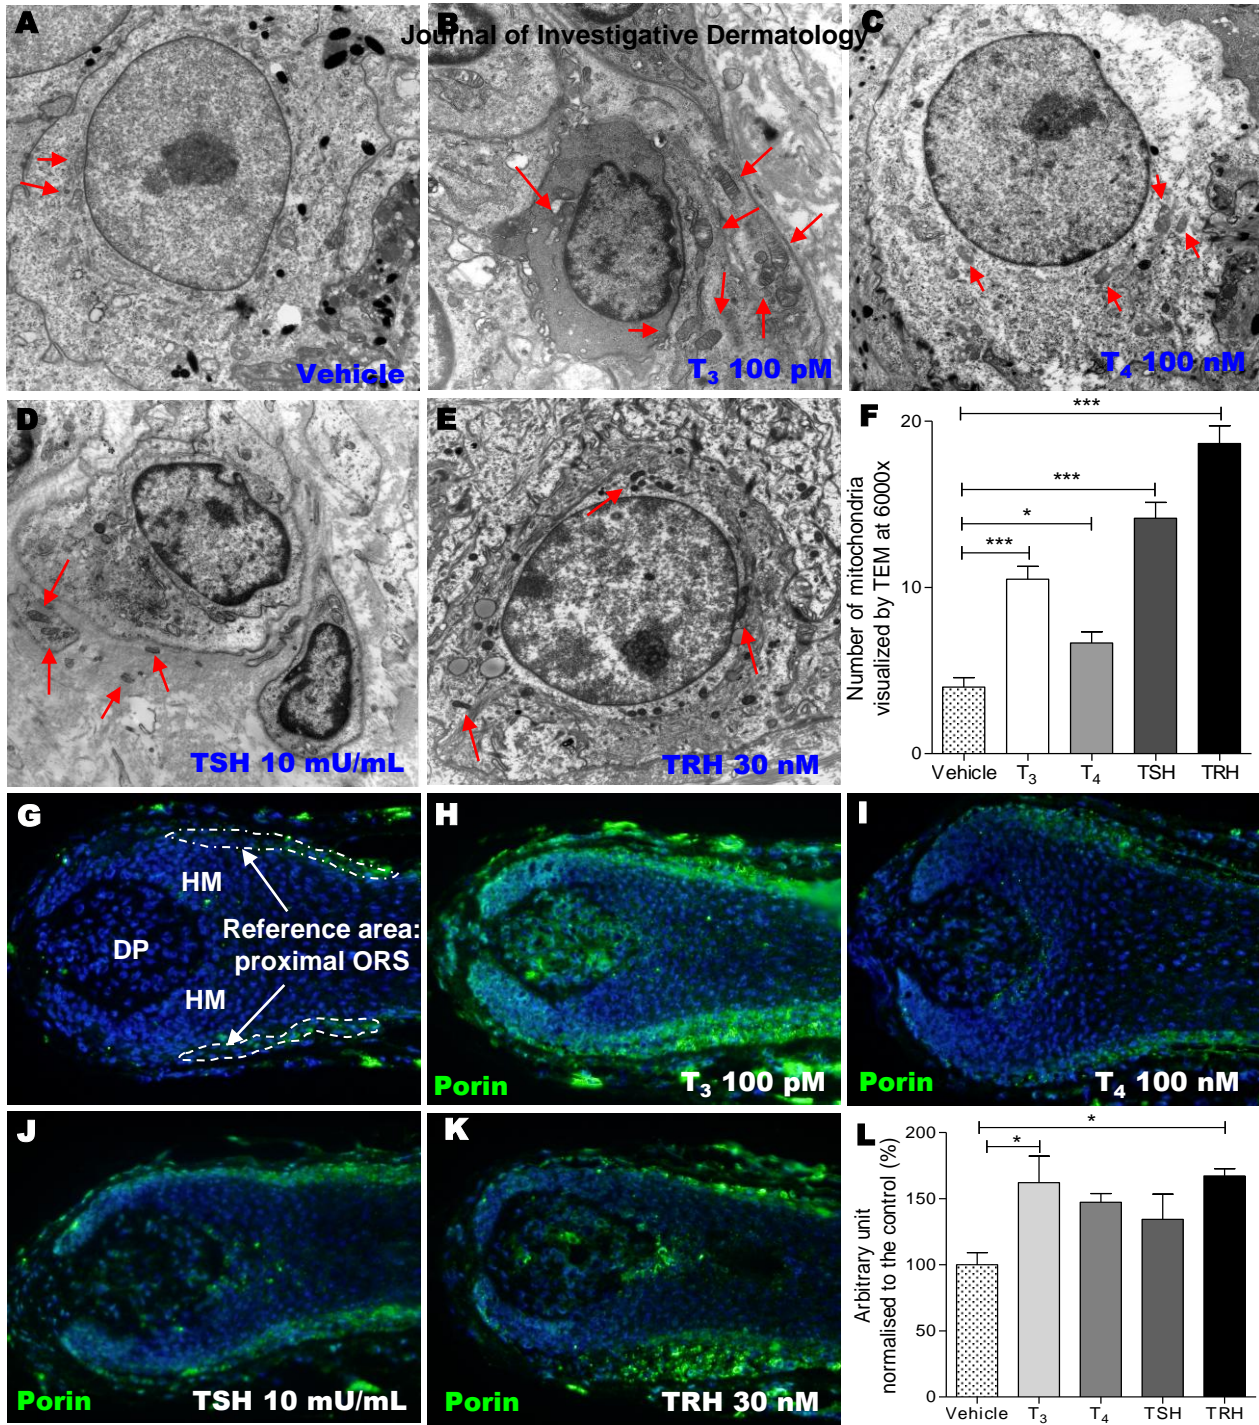 Journal of Investigative Dermatology
A
Vehicle
B
T₃ 100 pM
C
T₄ 100 nM
D
TSH 10 mU/mL
E
TRH 30 nM
F
Number of mitochondria
visualized by TEM at 6000x
20
10
0
***
***
*
***
Vehicle T₃ T₄ TSH TRH
G
HM
DP
HM
Reference area:
proximal ORS
H
Porin
T₃ 100 pM
I
Porin
T₄ 100 nM
J
Porin
TSH 10 mU/mL
K
Porin
TRH 30 nM
L
Arbitrary unit
normalised to the control (%)
200
150
100
50
0
*
*
Vehicle T₃ T₄ TSH TRH